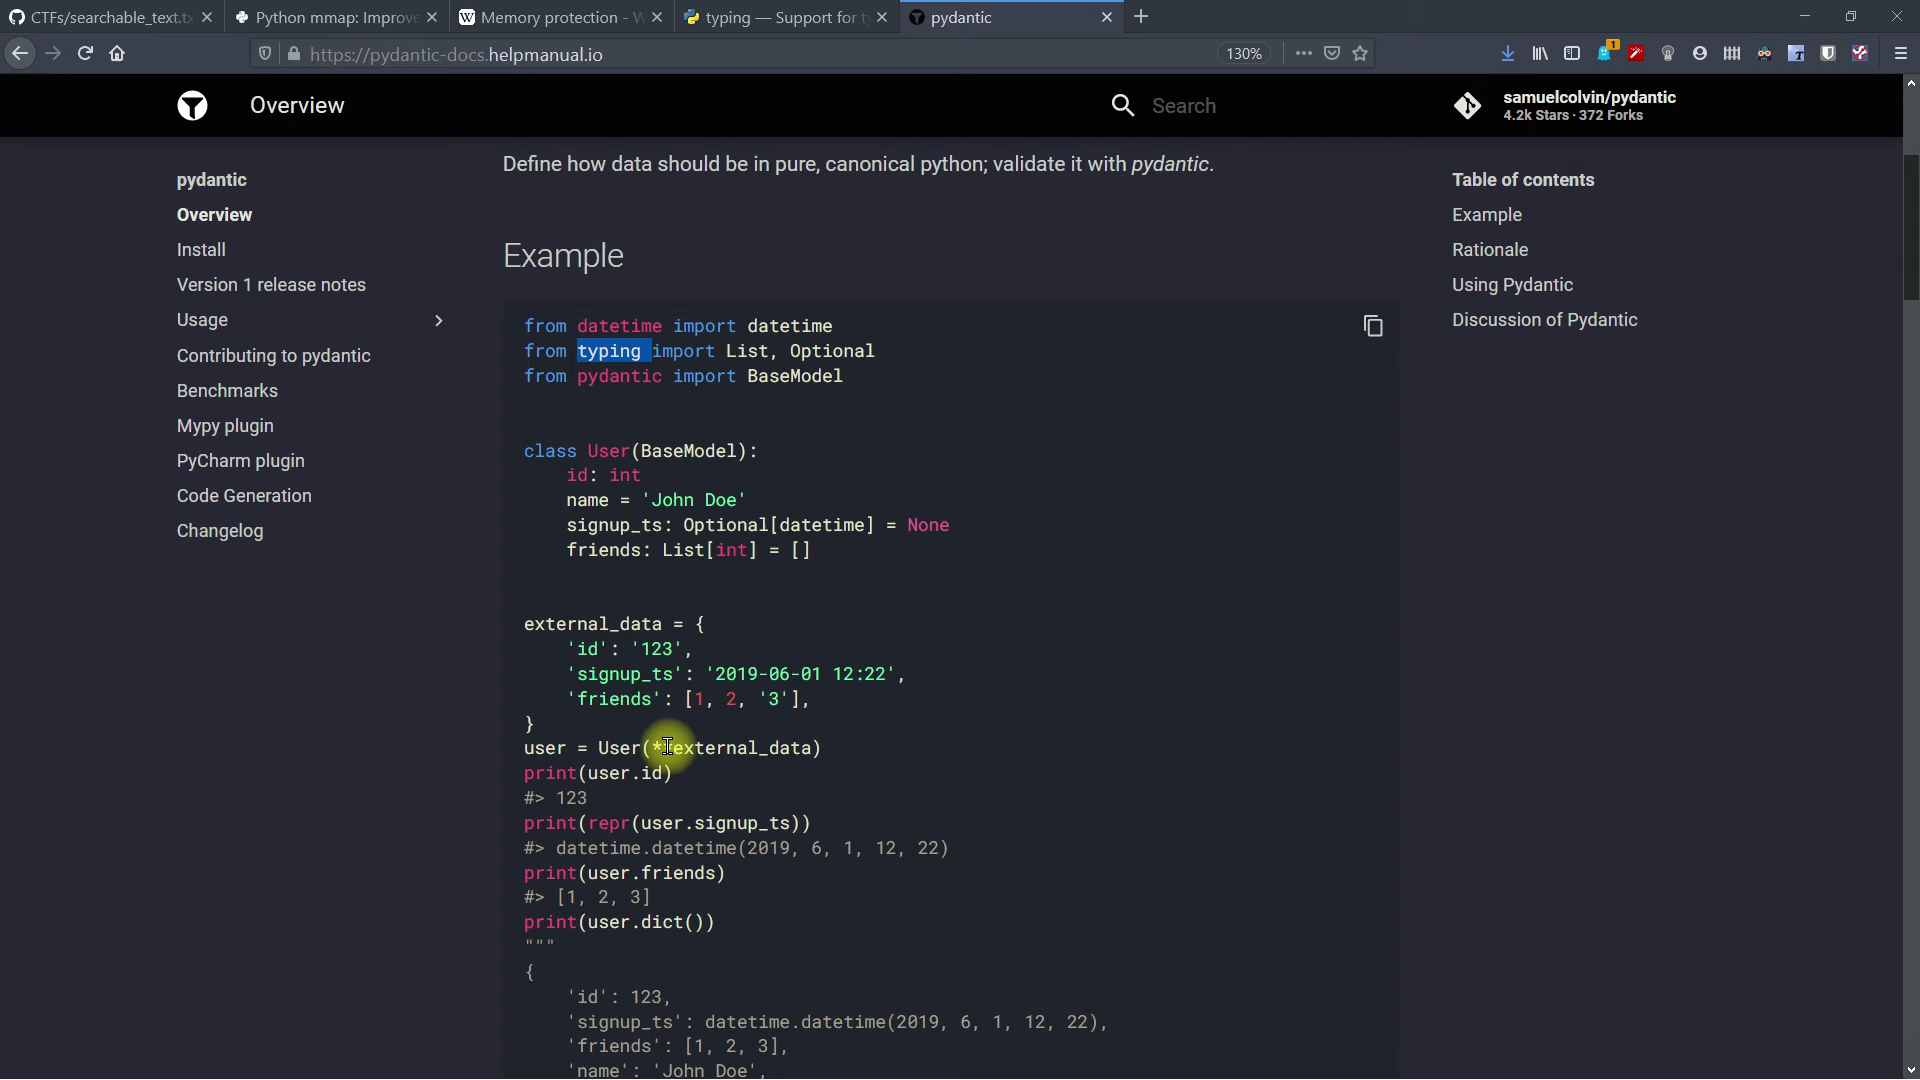 CTFs/searchable_text.tx
Python mmap: Improve
Memory protection - W
typing — Support for t
pydantic
https://pydantic-docs.helpmanual.io
130%
1
Overview
Search
samuelcolvin/pydantic
4.2k Stars · 372 Forks
pydantic
Overview
Install
Version 1 release notes
Usage
Contributing to pydantic
Benchmarks
Mypy plugin
PyCharm plugin
Code Generation
Changelog
Define how data should be in pure, canonical python; validate it with pydantic.
Example
from datetime import datetime
from typing import List, Optional
from pydantic import BaseModel
class User(BaseModel):
    id: int
    name = 'John Doe'
    signup_ts: Optional[datetime] = None
    friends: List[int] = []
external_data = {
    'id': '123',
    'signup_ts': '2019-06-01 12:22',
    'friends': [1, 2, '3'],
}
user = User(**external_data)
print(user.id)
#> 123
print(repr(user.signup_ts))
#> datetime.datetime(2019, 6, 1, 12, 22)
print(user.friends)
#> [1, 2, 3]
print(user.dict())
"""
{
    'id': 123,
    'signup_ts': datetime.datetime(2019, 6, 1, 12, 22),
    'friends': [1, 2, 3],
    'name': 'John Doe',
Table of contents
Example
Rationale
Using Pydantic
Discussion of Pydantic